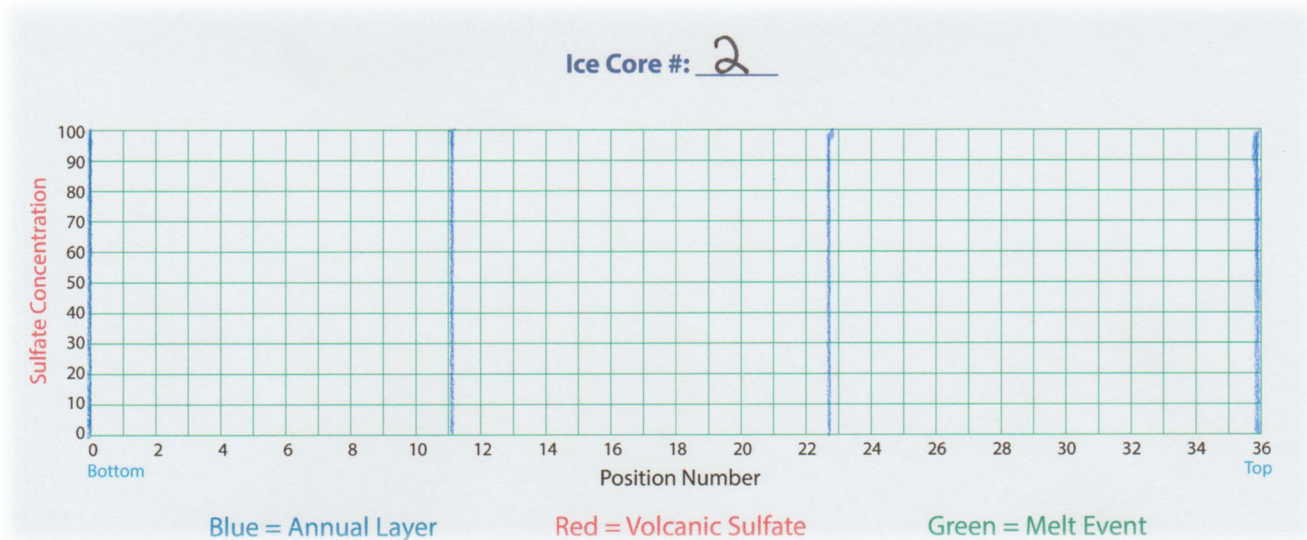 Ice Core #: 2
100
90
80
70
60
50
40
30
20
10
0
Sulfate Concentration
0 2 4 6 8 10 12 14 16 18 20 22 24 26 28 30 32 34 36
Bottom Top
Position Number
Blue = Annual Layer Red = Volcanic Sulfate Green = Melt Event